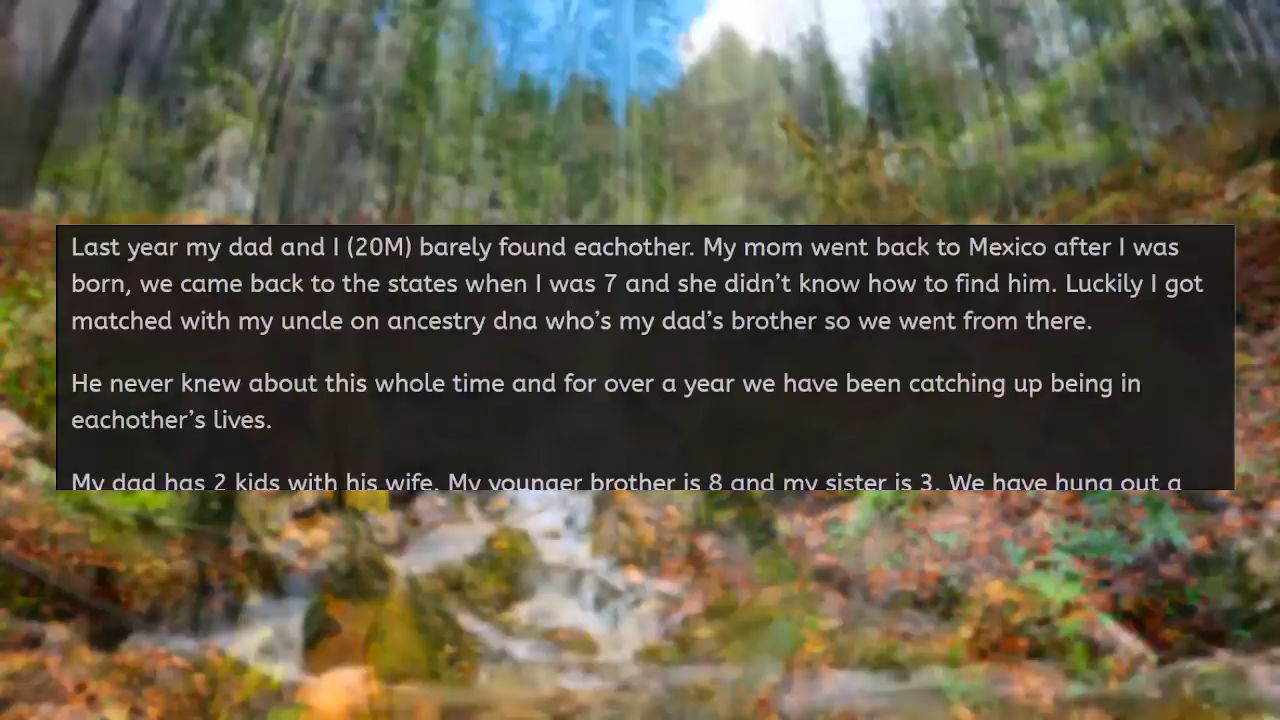 Last year my dad and I (20M) barely found eachother. My mom went back to Mexico after I was
born, we came back to the states when I was 7 and she didn’t know how to find him. Luckily I got
matched with my uncle on ancestry dna who’s my dad’s brother so we went from there.
He never knew about this whole time and for over a year we have been catching up being in
eachother’s lives.
My dad has 2 kids with his wife. My younger brother is 8 and my sister is 3. We have hung out a